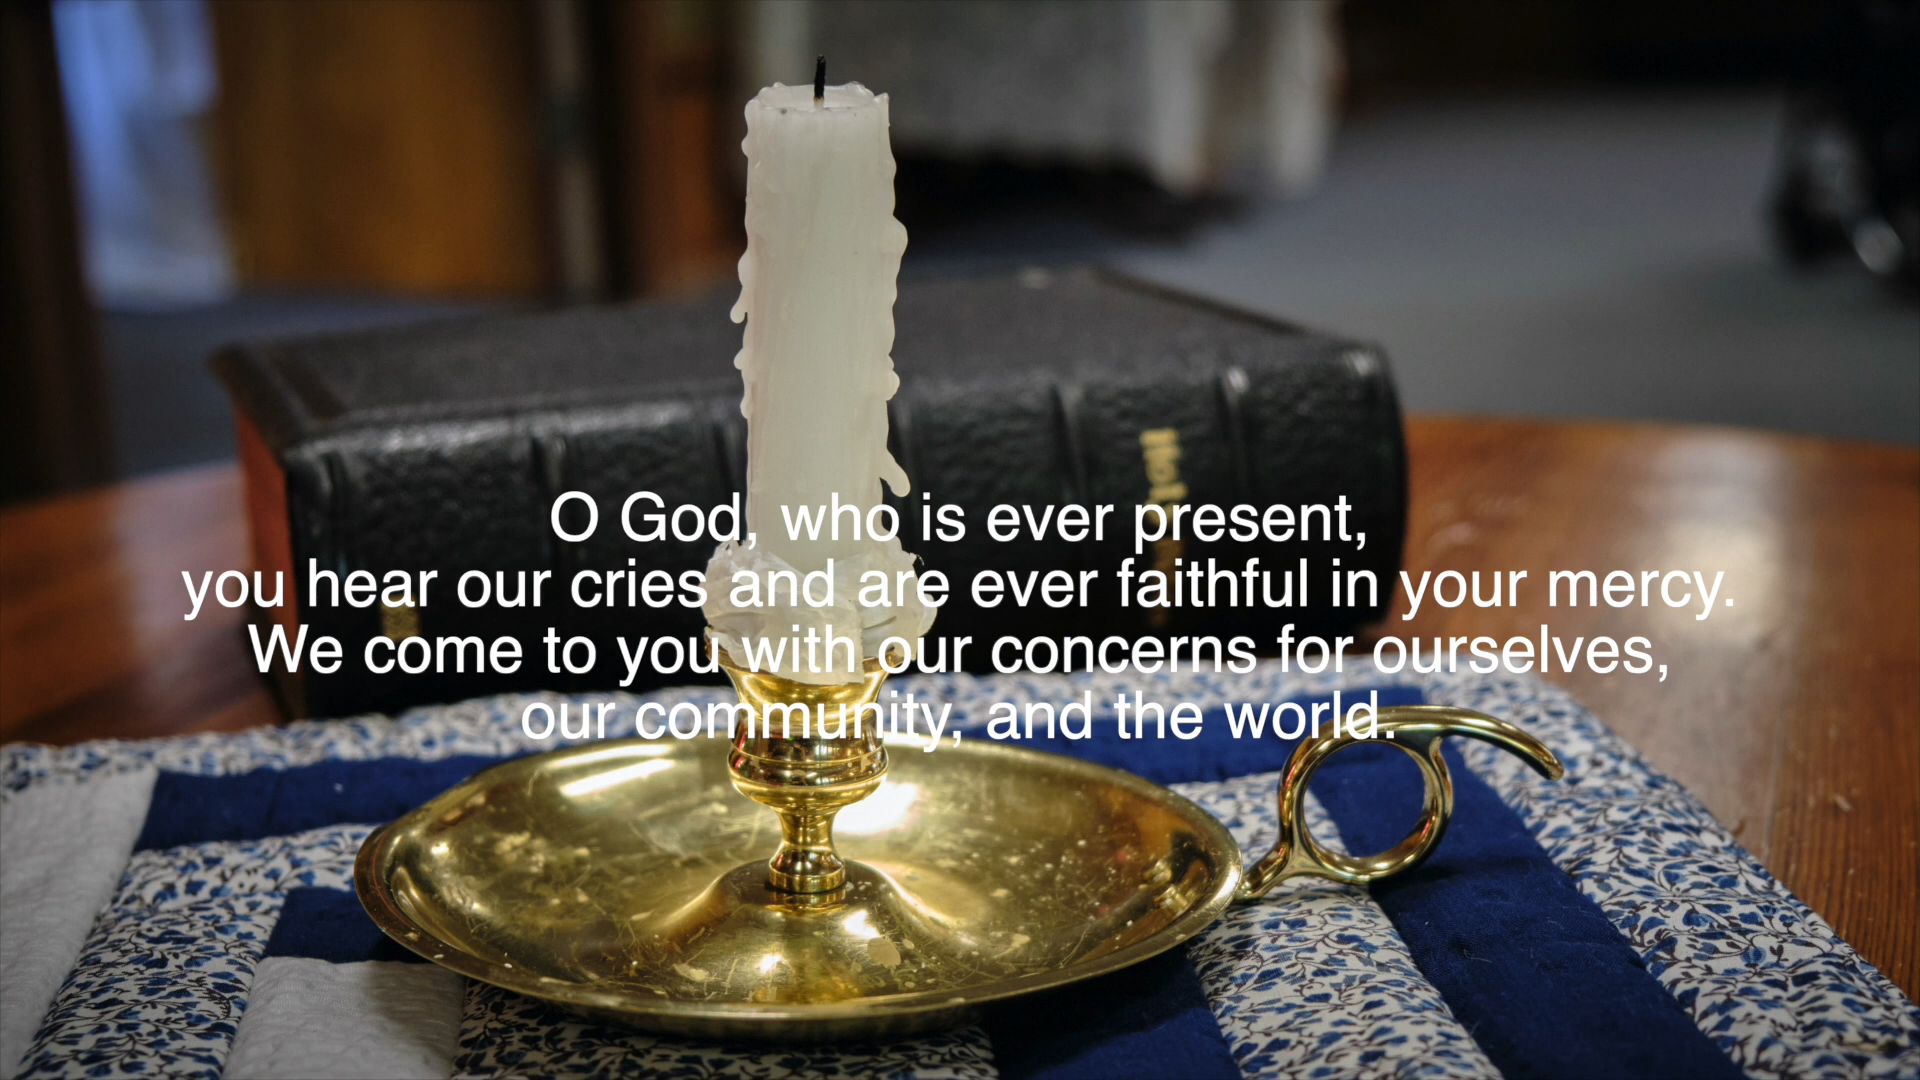 O God, who is ever present,
you hear our cries and are ever faithful in your mercy.
We come to you with our concerns for ourselves,
our community, and the world.